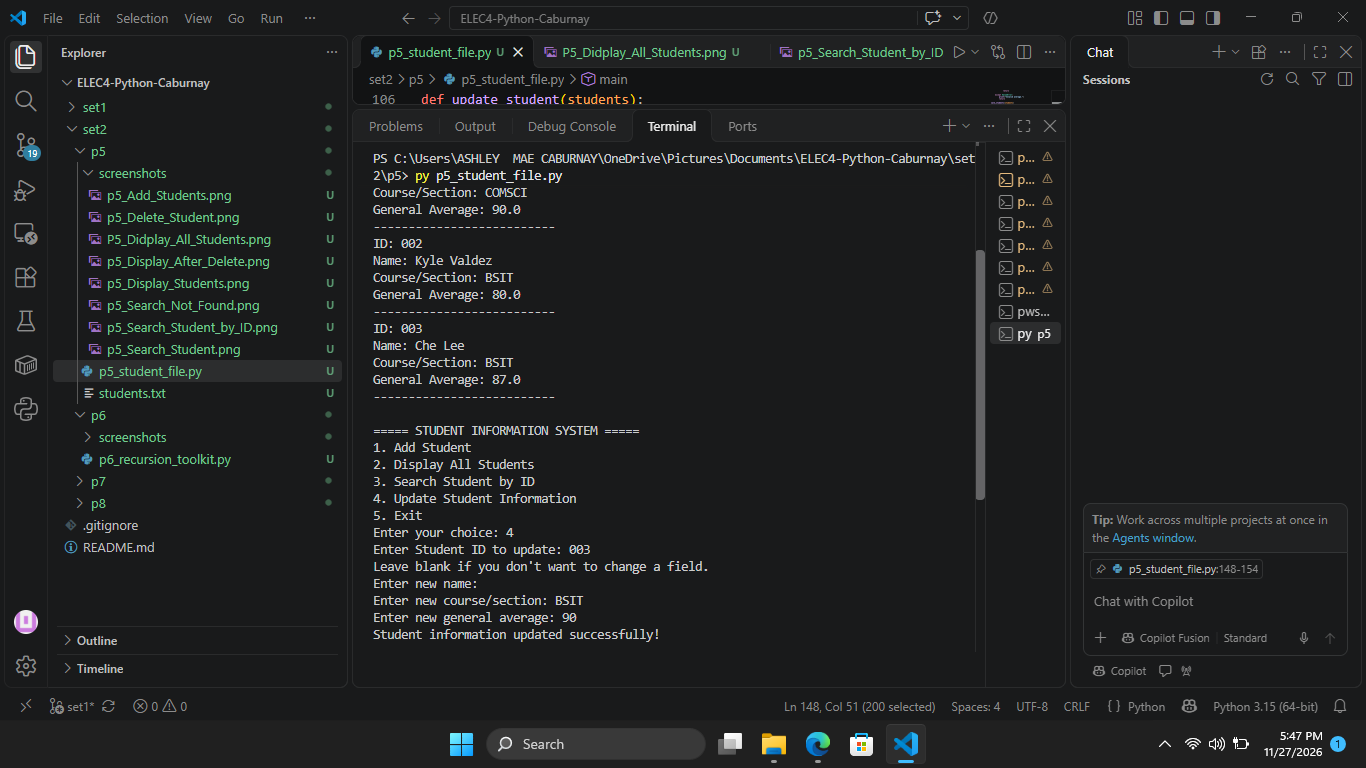 File Edit Selection View Go Run ···
ELEC4-Python-Caburnay
Explorer ···
ELEC4-Python-Caburnay
set1
set2
p5
screenshots
p5_Add_Students.png U
p5_Delete_Student.png U
P5_Didplay_All_Students.png U
p5_Display_After_Delete.png U
p5_Display_Students.png U
p5_Search_Not_Found.png U
p5_Search_Student_by_ID.png U
p5_Search_Student.png U
p5_student_file.py U
students.txt U
p6
screenshots
p6_recursion_toolkit.py U
p7
p8
.gitignore
README.md
Outline
Timeline
19
p5_student_file.py U P5_Didplay_All_Students.png U p5_Search_Student_by_ID
set2 > p5 > p5_student_file.py > main
106 def update_student(students):
Problems Output Debug Console Terminal Ports
PS C:\Users\ASHLEY  MAE CABURNAY\OneDrive\Pictures\Documents\ELEC4-Python-Caburnay\set
2\p5> py p5_student_file.py
Course/Section: COMSCI
General Average: 90.0
--------------------------
ID: 002
Name: Kyle Valdez
Course/Section: BSIT
General Average: 80.0
--------------------------
ID: 003
Name: Che Lee
Course/Section: BSIT
General Average: 87.0
--------------------------
===== STUDENT INFORMATION SYSTEM =====
1. Add Student
2. Display All Students
3. Search Student by ID
4. Update Student Information
5. Exit
Enter your choice: 4
Enter Student ID to update: 003
Leave blank if you don't want to change a field.
Enter new name:
Enter new course/section: BSIT
Enter new general average: 90
Student information updated successfully!
p...
p...
p...
p...
p...
p...
p...
pws...
py p5
Chat
Sessions
Tip: Work across multiple projects at once in
the Agents window.
p5_student_file.py:148-154
Chat with Copilot
Copilot Fusion Standard
Copilot
set1* 0 0 Ln 148, Col 51 (200 selected) Spaces: 4 UTF-8 CRLF { } Python Python 3.15 (64-bit)
Search
5:47 PM
11/27/2026
1